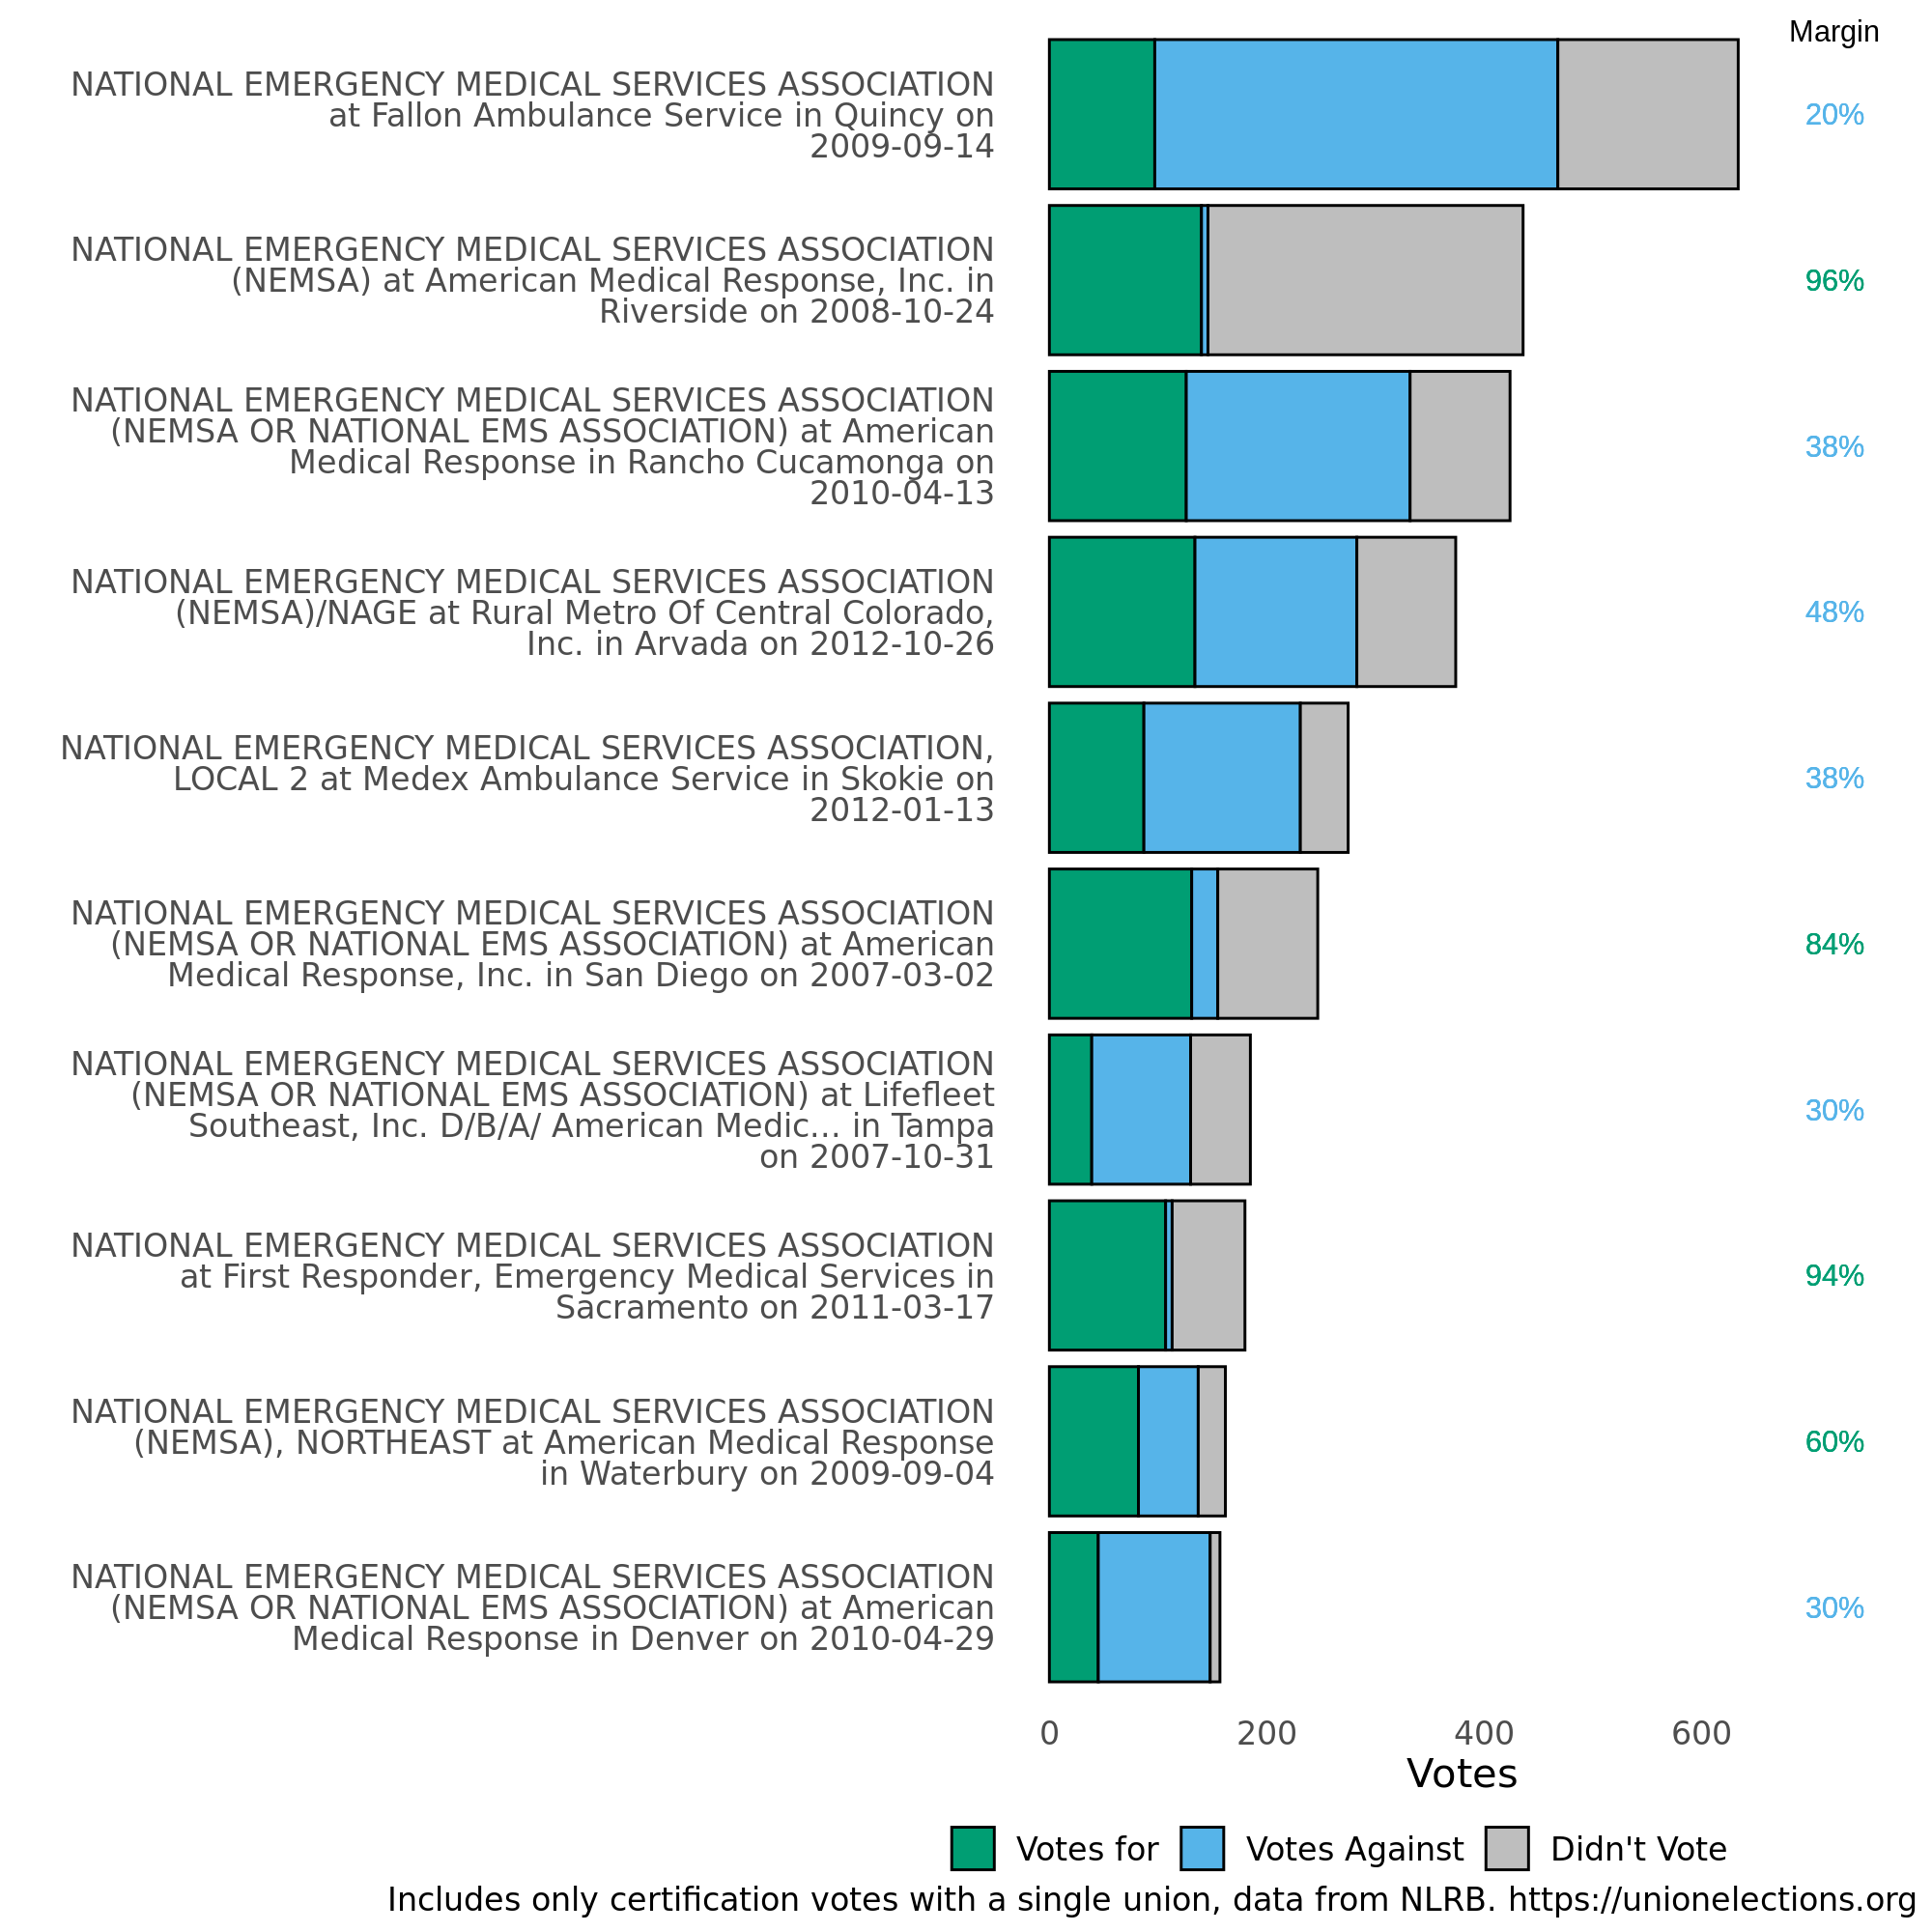 Margin
NATIONAL EMERGENCY MEDICAL SERVICES ASSOCIATION
at Fallon Ambulance Service in Quincy on
2009-09-14
20%
NATIONAL EMERGENCY MEDICAL SERVICES ASSOCIATION
(NEMSA) at American Medical Response, Inc. in
Riverside on 2008-10-24
96%
NATIONAL EMERGENCY MEDICAL SERVICES ASSOCIATION
(NEMSA OR NATIONAL EMS ASSOCIATION) at American
Medical Response in Rancho Cucamonga on
2010-04-13
38%
NATIONAL EMERGENCY MEDICAL SERVICES ASSOCIATION
(NEMSA)/NAGE at Rural Metro Of Central Colorado,
Inc. in Arvada on 2012-10-26
48%
NATIONAL EMERGENCY MEDICAL SERVICES ASSOCIATION,
LOCAL 2 at Medex Ambulance Service in Skokie on
2012-01-13
38%
NATIONAL EMERGENCY MEDICAL SERVICES ASSOCIATION
(NEMSA OR NATIONAL EMS ASSOCIATION) at American
Medical Response, Inc. in San Diego on 2007-03-02
84%
NATIONAL EMERGENCY MEDICAL SERVICES ASSOCIATION
(NEMSA OR NATIONAL EMS ASSOCIATION) at Lifefleet
Southeast, Inc. D/B/A/ American Medic... in Tampa
on 2007-10-31
30%
NATIONAL EMERGENCY MEDICAL SERVICES ASSOCIATION
at First Responder, Emergency Medical Services in
Sacramento on 2011-03-17
94%
NATIONAL EMERGENCY MEDICAL SERVICES ASSOCIATION
(NEMSA), NORTHEAST at American Medical Response
in Waterbury on 2009-09-04
60%
NATIONAL EMERGENCY MEDICAL SERVICES ASSOCIATION
(NEMSA OR NATIONAL EMS ASSOCIATION) at American
Medical Response in Denver on 2010-04-29
30%
0 200 400 600
Votes
Votes for Votes Against Didn't Vote
Includes only certification votes with a single union, data from NLRB. https://unionelections.org